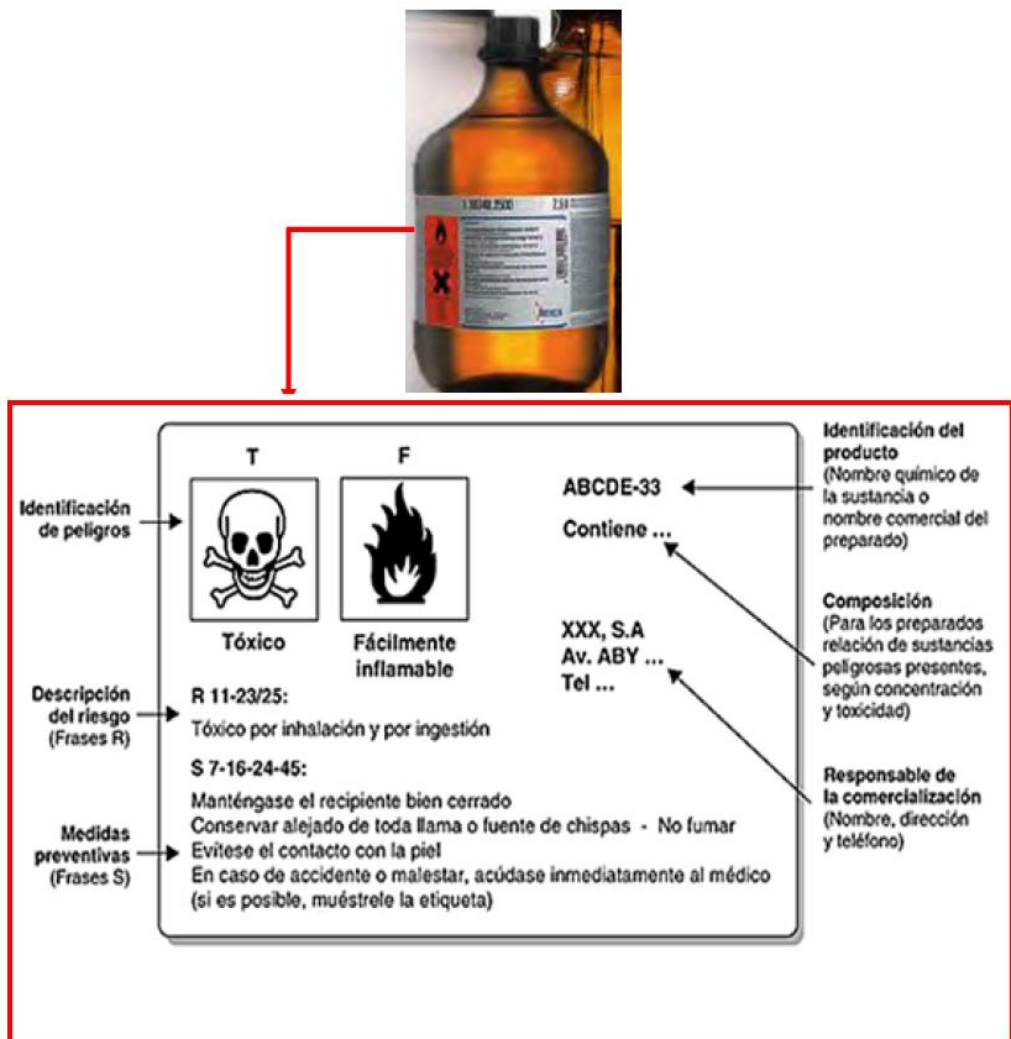 2500
2.5 l
T
F
Tóxico
Fácilmente
inflamable
R 11-23/25:
Tóxico por inhalación y por ingestión
S 7-16-24-45:
Manténgase el recipiente bien cerrado
Conservar alejado de toda llama o fuente de chispas - No fumar
Evítese el contacto con la piel
En caso de accidente o malestar, acúdase inmediatamente al médico
(si es posible, muéstrele la etiqueta)
ABCDE-33
Contiene ...
XXX, S.A
Av. ABY ...
Tel ...
Identificación
de peligros
Descripción
del riesgo
(Frases R)
Medidas
preventivas
(Frases S)
Identificación del
producto
(Nombre químico de
la sustancia o
nombre comercial del
preparado)
Composición
(Para los preparados
relación de sustancias
peligrosas presentes,
según concentración
y toxicidad)
Responsable de
la comercialización
(Nombre, dirección
y teléfono)